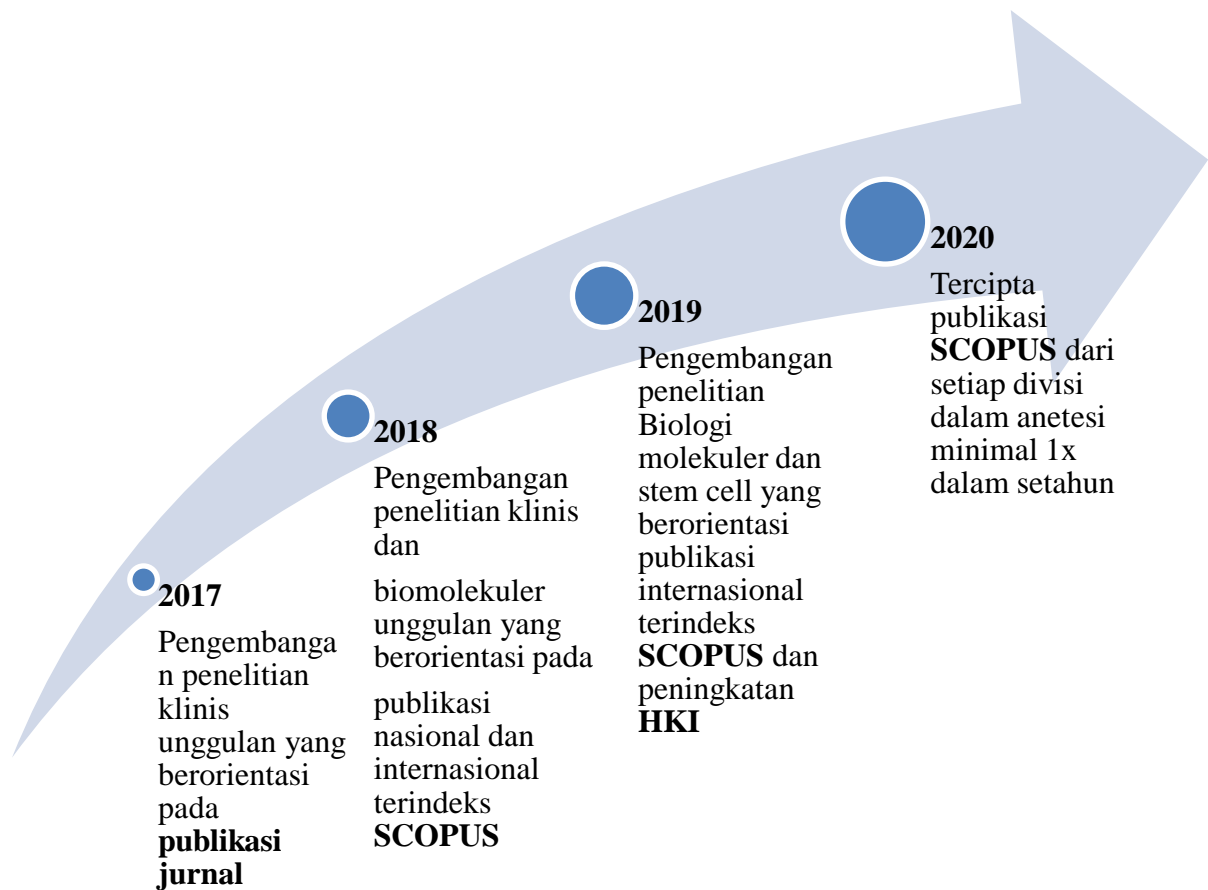 2017
Pengembanga
n penelitian
klinis
unggulan yang
berorientasi
pada
publikasi
jurnal
2018
Pengembangan
penelitian klinis
dan
biomolekuler
unggulan yang
berorientasi pada
publikasi
nasional dan
internasional
terindeks
SCOPUS
2019
Pengembangan
penelitian
Biologi
molekuler dan
stem cell yang
berorientasi
publikasi
internasional
terindeks
SCOPUS dan
peningkatan
HKI
2020
Tercipta
publikasi
SCOPUS dari
setiap divisi
dalam anetesi
minimal 1x
dalam setahun